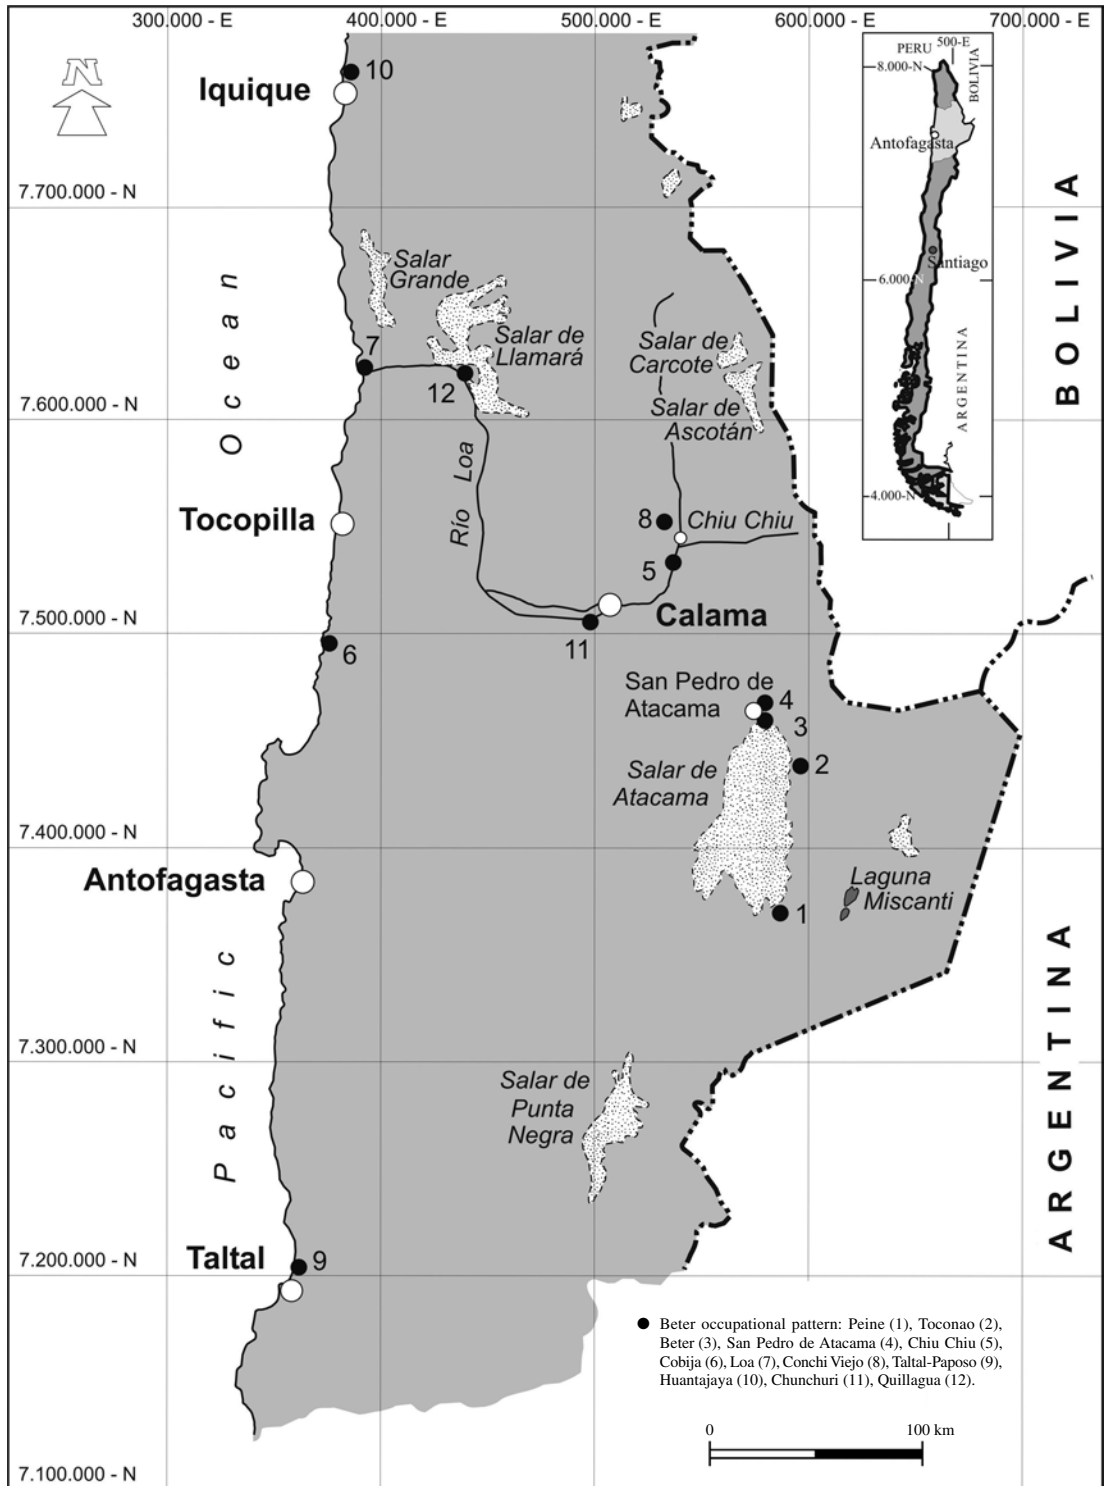 300.000 - E
400.000 - E
500.000 - E
600.000 - E
700.000 - E
N
Iquique
10
PERU
500-E
BOLIVIA
8.000-N
Antofagasta
Santiago
6.000-N
ARGENTINA
4.000-N
7.700.000 - N
BOLIVIA
Salar
Grande
Salar de
Llamará
7
12
Salar de
Carcote
Salar de
Ascotán
7.600.000 - N
Pacific Ocean
Río Loa
Tocopilla
8
Chiu Chiu
5
Calama
7.500.000 - N
11
6
San Pedro de
Atacama
4
3
2
Salar de
Atacama
7.400.000 - N
Antofagasta
Laguna
Miscanti
1
ARGENTINA
7.300.000 - N
Salar de
Punta
Negra
Taltal
9
7.200.000 - N
Beter occupational pattern: Peine (1), Toconao (2),
Beter (3), San Pedro de Atacama (4), Chiu Chiu (5),
Cobija (6), Loa (7), Conchi Viejo (8), Taltal-Paposo (9),
Huantajaya (10), Chunchuri (11), Quillagua (12).
0
100 km
7.100.000 - N